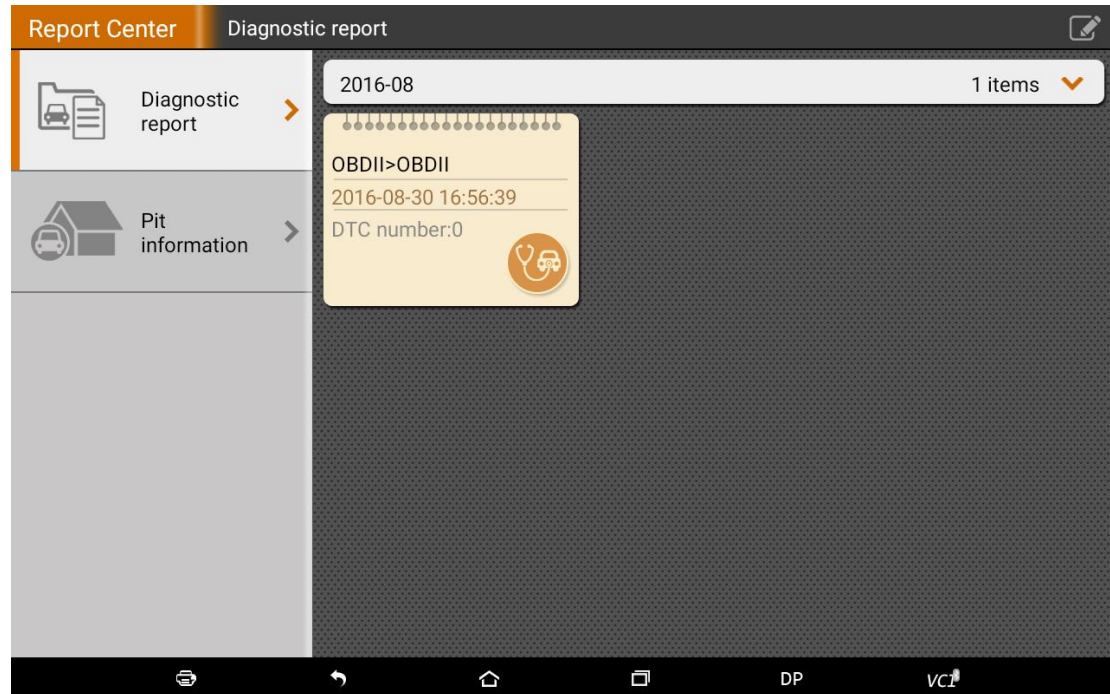 Report Center
Diagnostic report
Diagnostic
report
Pit
information
2016-08
1 items
OBDII>OBDII
2016-08-30 16:56:39
DTC number:0
DP
VCI